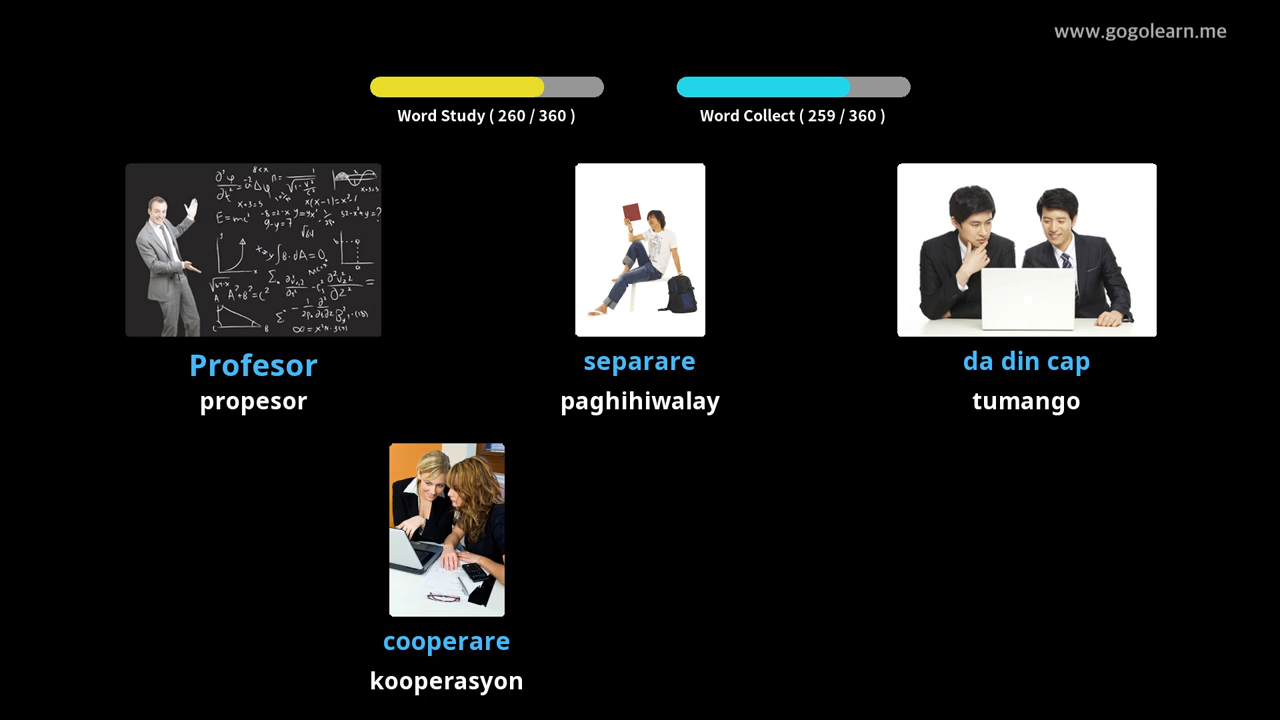 www.gogolearn.me
Word Study ( 260 / 360 )
Word Collect ( 259 / 360 )
Profesor
propesor
separare
paghihiwalay
da din cap
tumango
cooperare
kooperasyon